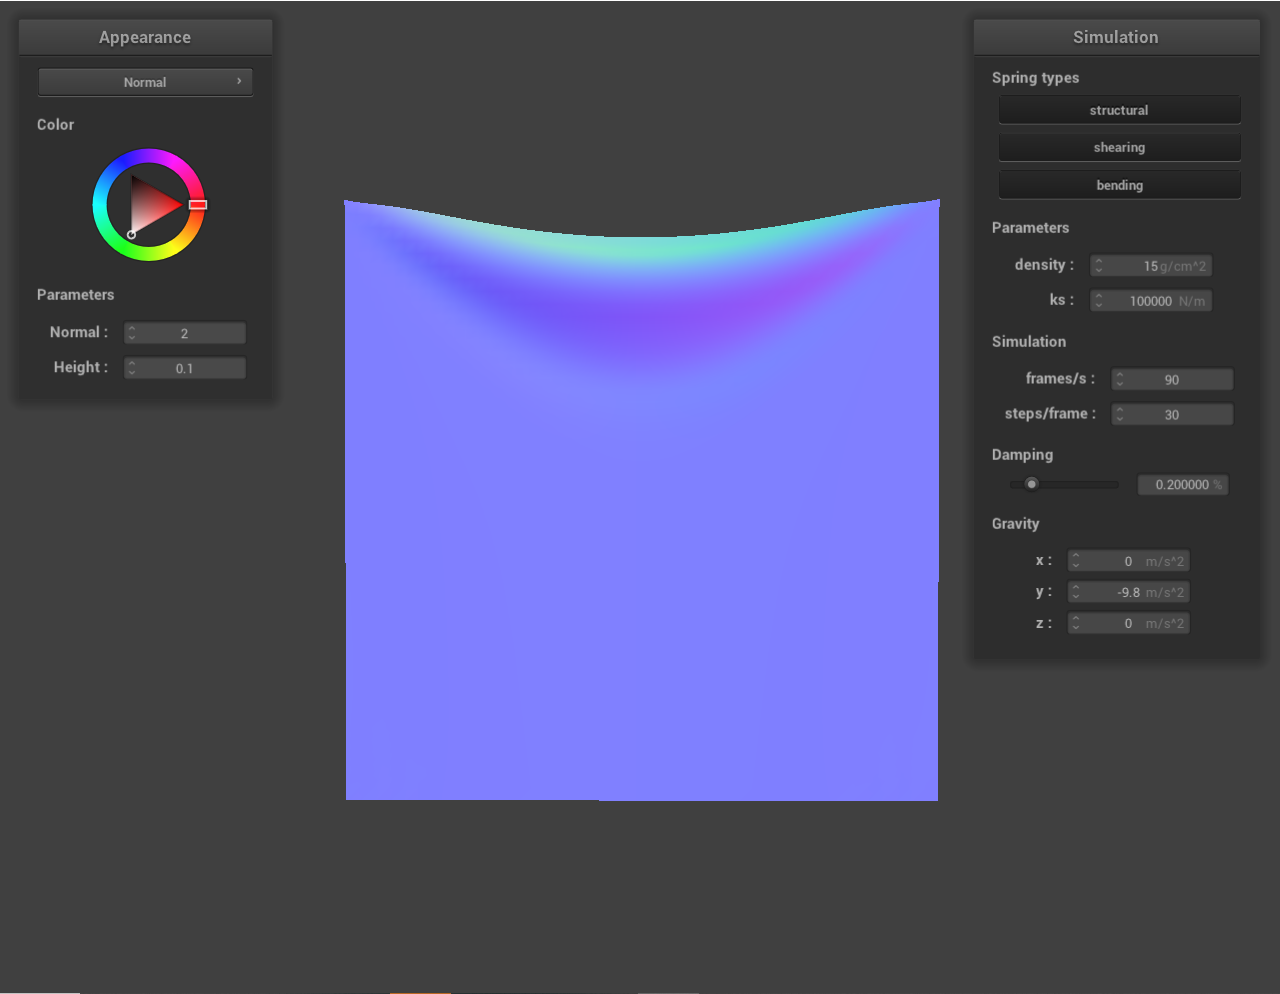 Appearance
Normal
Color
Parameters
Normal : 2
Height : 0.1
Simulation
Spring types
structural
shearing
bending
Parameters
density : 15 g/cm^2
ks : 100000 N/m
Simulation
frames/s : 90
steps/frame : 30
Damping
0.200000 %
Gravity
x : 0 m/s^2
y : -9.8 m/s^2
z : 0 m/s^2